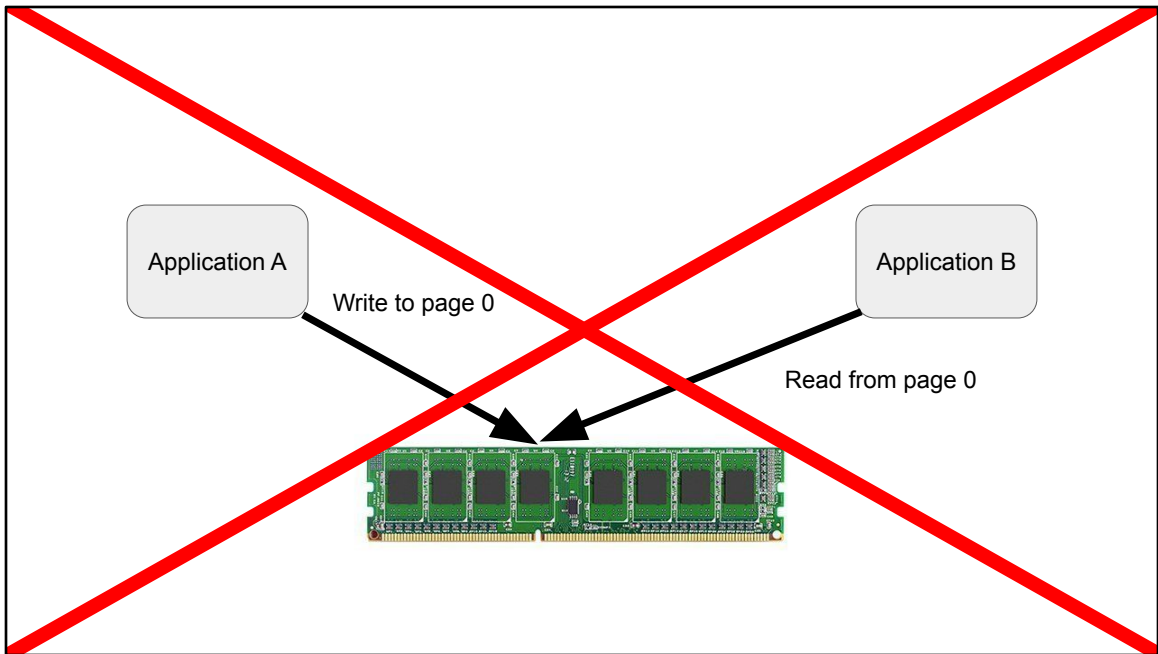 Application A
Application B
Write to page 0
Read from page 0